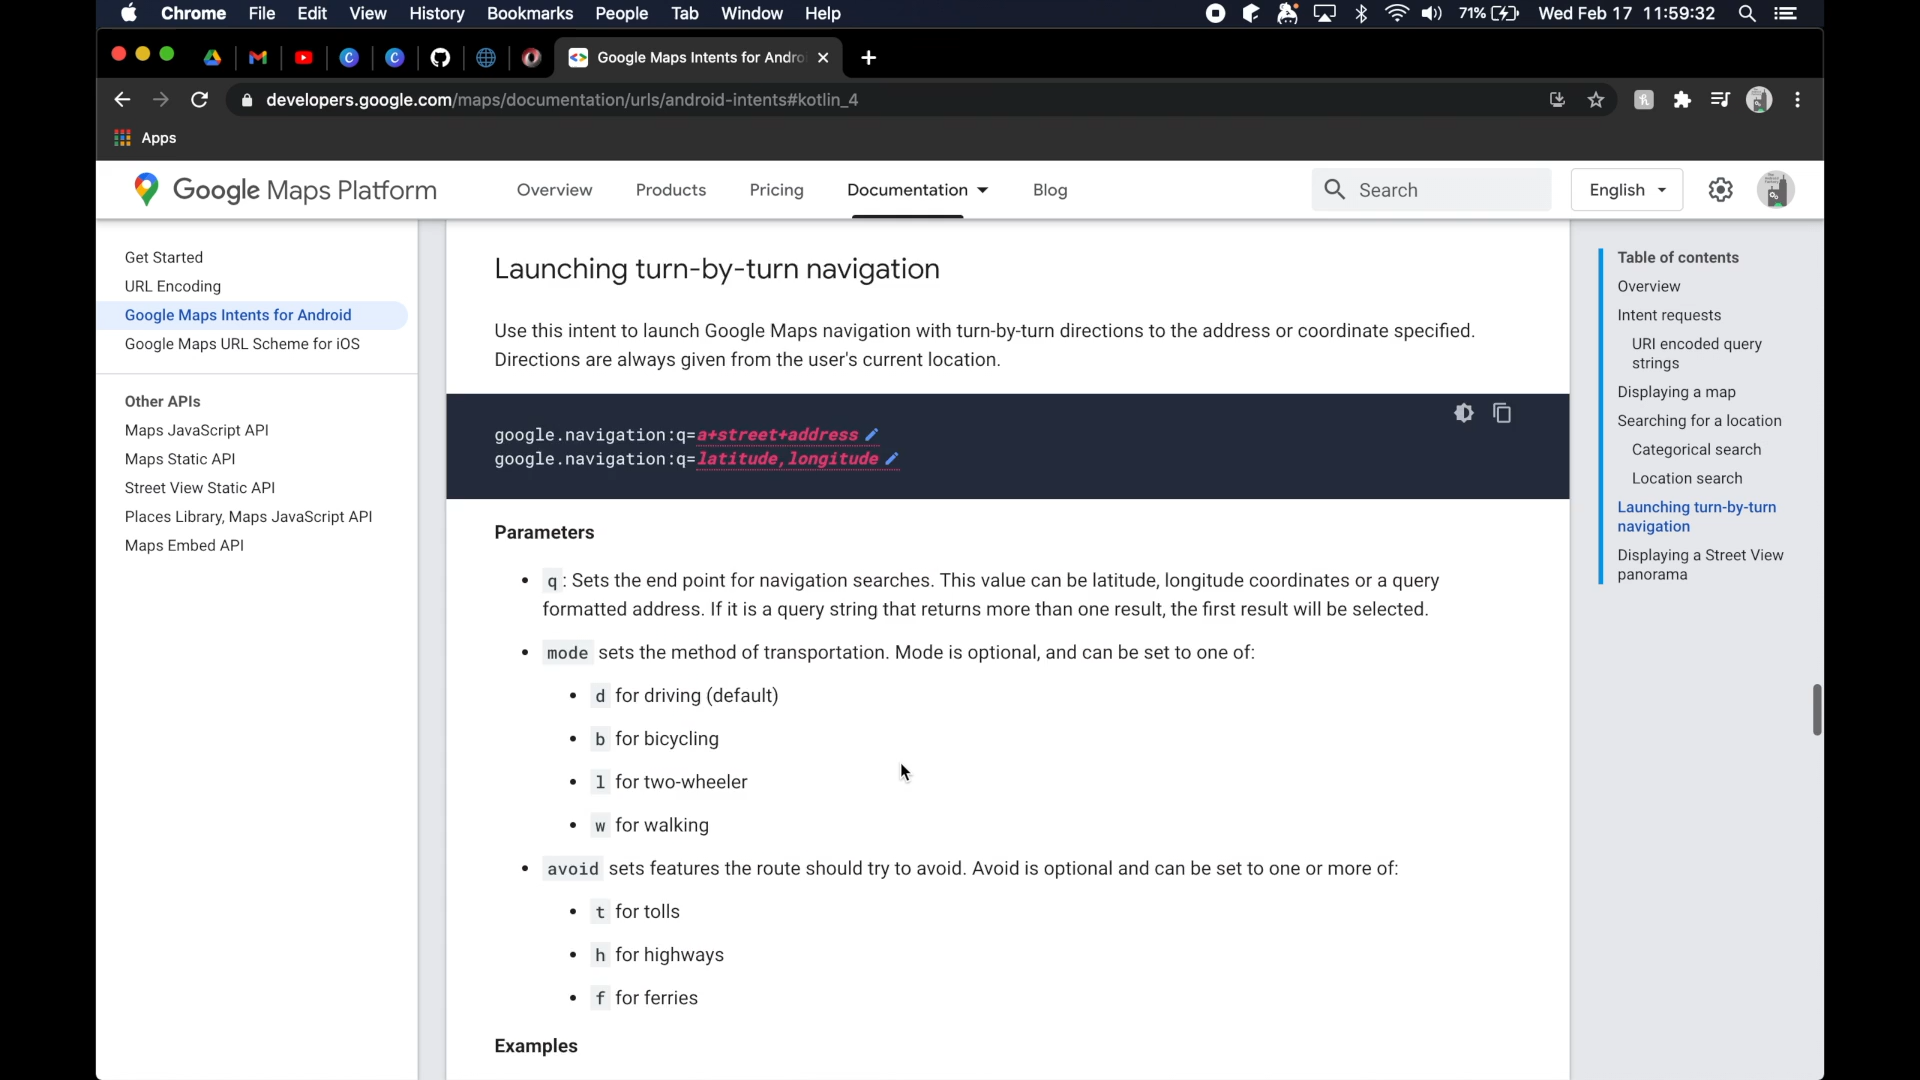 Chrome File Edit View History Bookmarks People Tab Window Help 71% Wed Feb 17 11:59:32
Google Maps Intents for Andro
developers.google.com/maps/documentation/urls/android-intents#kotlin_4
Apps
Google Maps Platform Overview Products Pricing Documentation Blog Search English
Get Started
URL Encoding
Google Maps Intents for Android
Google Maps URL Scheme for iOS
Other APIs
Maps JavaScript API
Maps Static API
Street View Static API
Places Library, Maps JavaScript API
Maps Embed API
Launching turn-by-turn navigation
Use this intent to launch Google Maps navigation with turn-by-turn directions to the address or coordinate specified.
Directions are always given from the user's current location.
google.navigation:q=a+street+address
google.navigation:q=latitude,longitude
Parameters
• q: Sets the end point for navigation searches. This value can be latitude, longitude coordinates or a query
formatted address. If it is a query string that returns more than one result, the first result will be selected.
• mode sets the method of transportation. Mode is optional, and can be set to one of:
• d for driving (default)
• b for bicycling
• l for two-wheeler
• w for walking
• avoid sets features the route should try to avoid. Avoid is optional and can be set to one or more of:
• t for tolls
• h for highways
• f for ferries
Examples
Table of contents
Overview
Intent requests
URI encoded query
strings
Displaying a map
Searching for a location
Categorical search
Location search
Launching turn-by-turn
navigation
Displaying a Street View
panorama